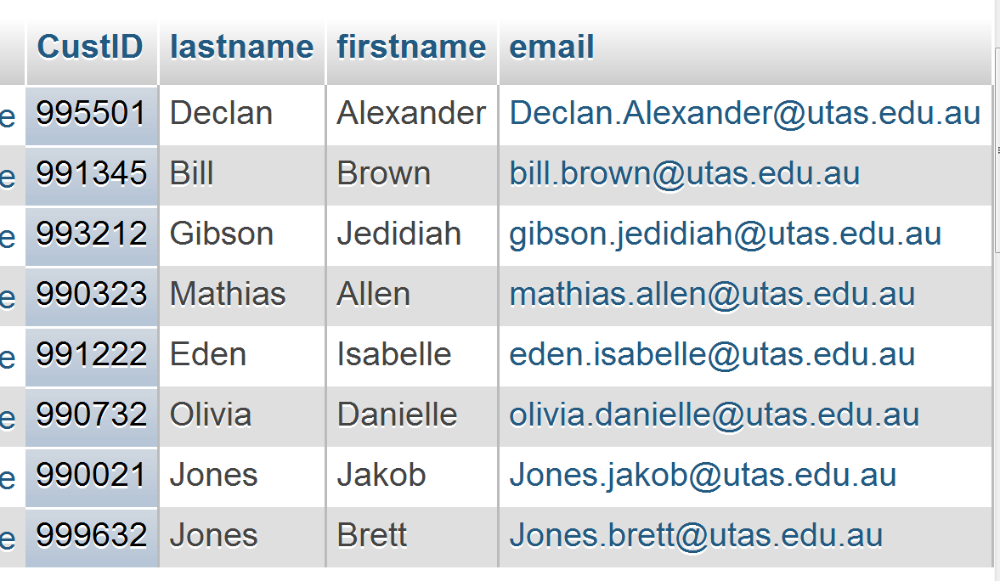 CustID lastname firstname email
e 995501 Declan Alexander Declan.Alexander@utas.edu.au
e 991345 Bill Brown bill.brown@utas.edu.au
e 993212 Gibson Jedidiah gibson.jedidiah@utas.edu.au
e 990323 Mathias Allen mathias.allen@utas.edu.au
e 991222 Eden Isabelle eden.isabelle@utas.edu.au
e 990732 Olivia Danielle olivia.danielle@utas.edu.au
e 990021 Jones Jakob Jones.jakob@utas.edu.au
e 999632 Jones Brett Jones.brett@utas.edu.au